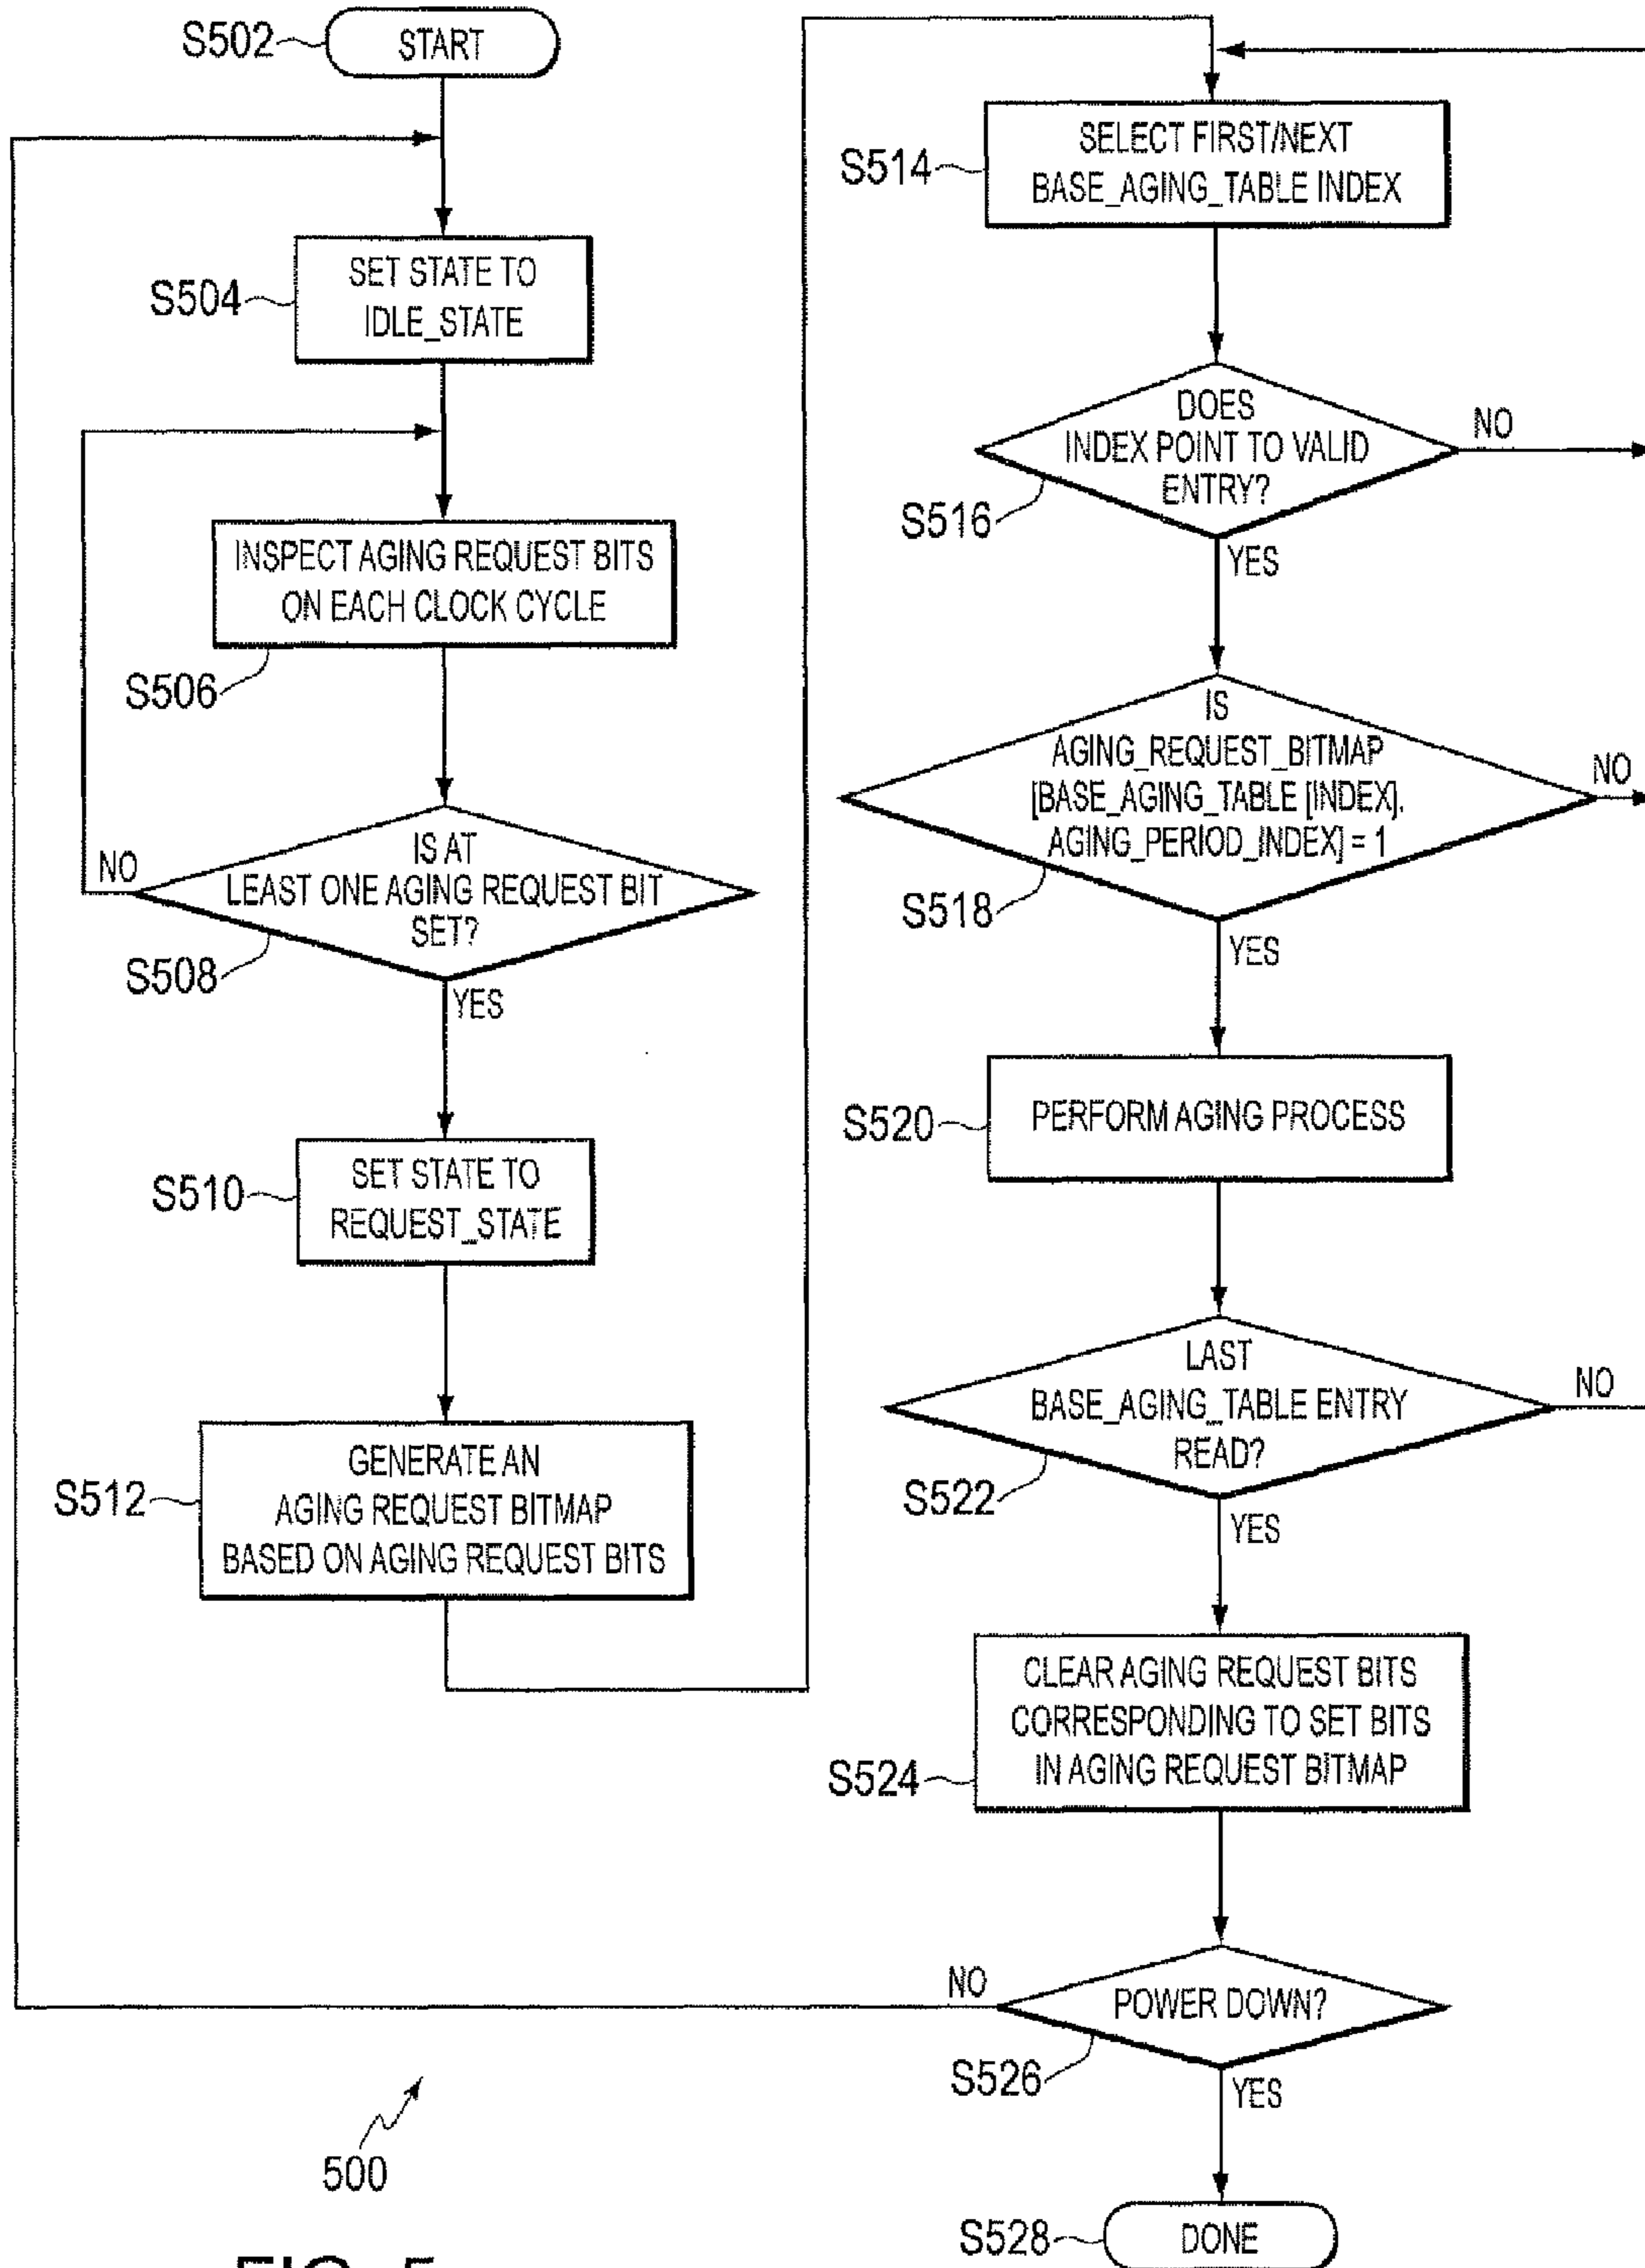 S502
START
S504
SET STATE TO
IDLE_STATE
INSPECT AGING REQUEST BITS
ON EACH CLOCK CYCLE
S506
NO
IS AT
LEAST ONE AGING REQUEST BIT
SET?
S508
YES
S510
SET STATE TO
REQUEST_STATE
S512
GENERATE AN
AGING REQUEST BITMAP
BASED ON AGING REQUEST BITS
S514
SELECT FIRST/NEXT
BASE_AGING_TABLE INDEX
DOES
INDEX POINT TO VALID
ENTRY?
NO
S516
YES
IS
AGING_REQUEST_BITMAP
[BASE_AGING_TABLE [INDEX].
AGING_PERIOD_INDEX] = 1
NO
S518
YES
S520
PERFORM AGING PROCESS
LAST
BASE_AGING_TABLE ENTRY
READ?
NO
S522
YES
CLEAR AGING REQUEST BITS
CORRESPONDING TO SET BITS
IN AGING REQUEST BITMAP
S524
NO
POWER DOWN?
S526
YES
S528
DONE
500
FIG. 5